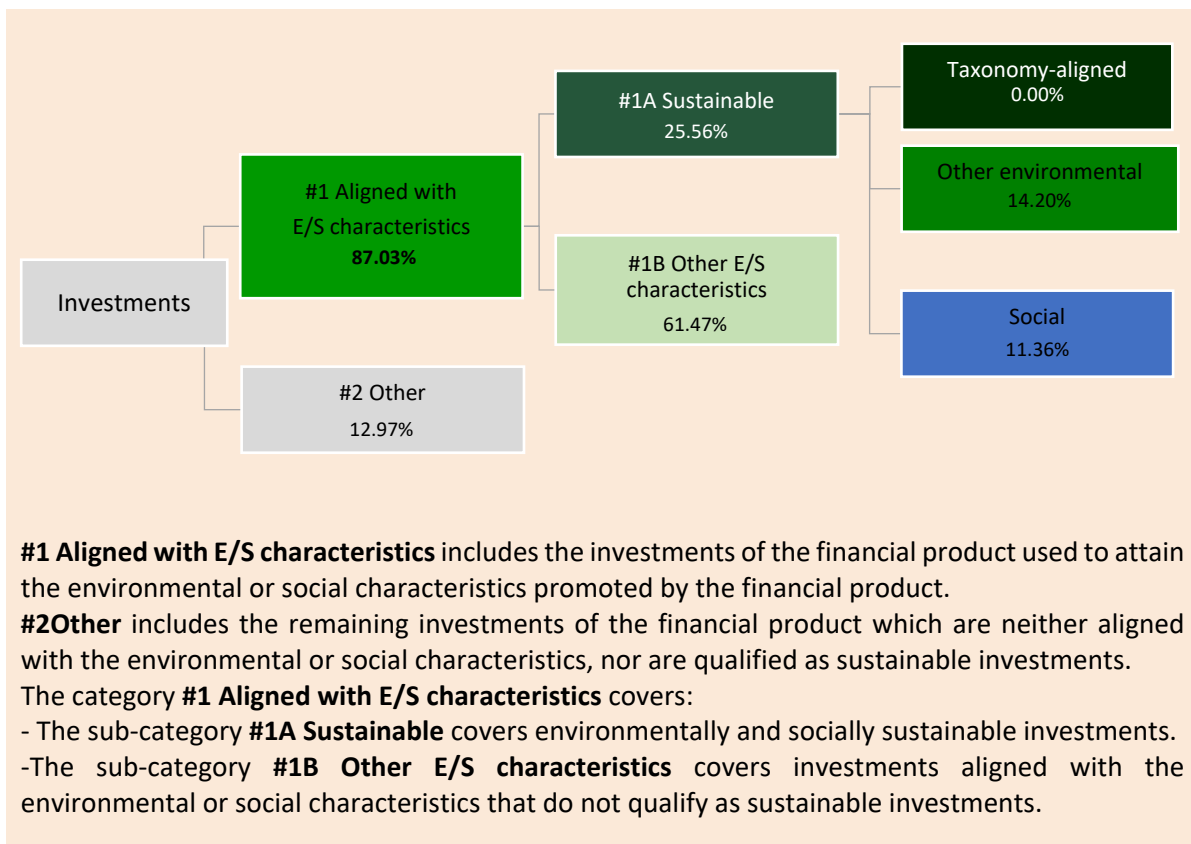 Investments
#1 Aligned with
E/S characteristics
87.03%
#2 Other
12.97%
#1A Sustainable
25.56%
#1B Other E/S
characteristics
61.47%
Taxonomy-aligned
0.00%
Other environmental
14.20%
Social
11.36%
#1 Aligned with E/S characteristics includes the investments of the financial product used to attain
the environmental or social characteristics promoted by the financial product.
#2Other includes the remaining investments of the financial product which are neither aligned
with the environmental or social characteristics, nor are qualified as sustainable investments.
The category #1 Aligned with E/S characteristics covers:
- The sub-category #1A Sustainable covers environmentally and socially sustainable investments.
-The sub-category #1B Other E/S characteristics covers investments aligned with the
environmental or social characteristics that do not qualify as sustainable investments.